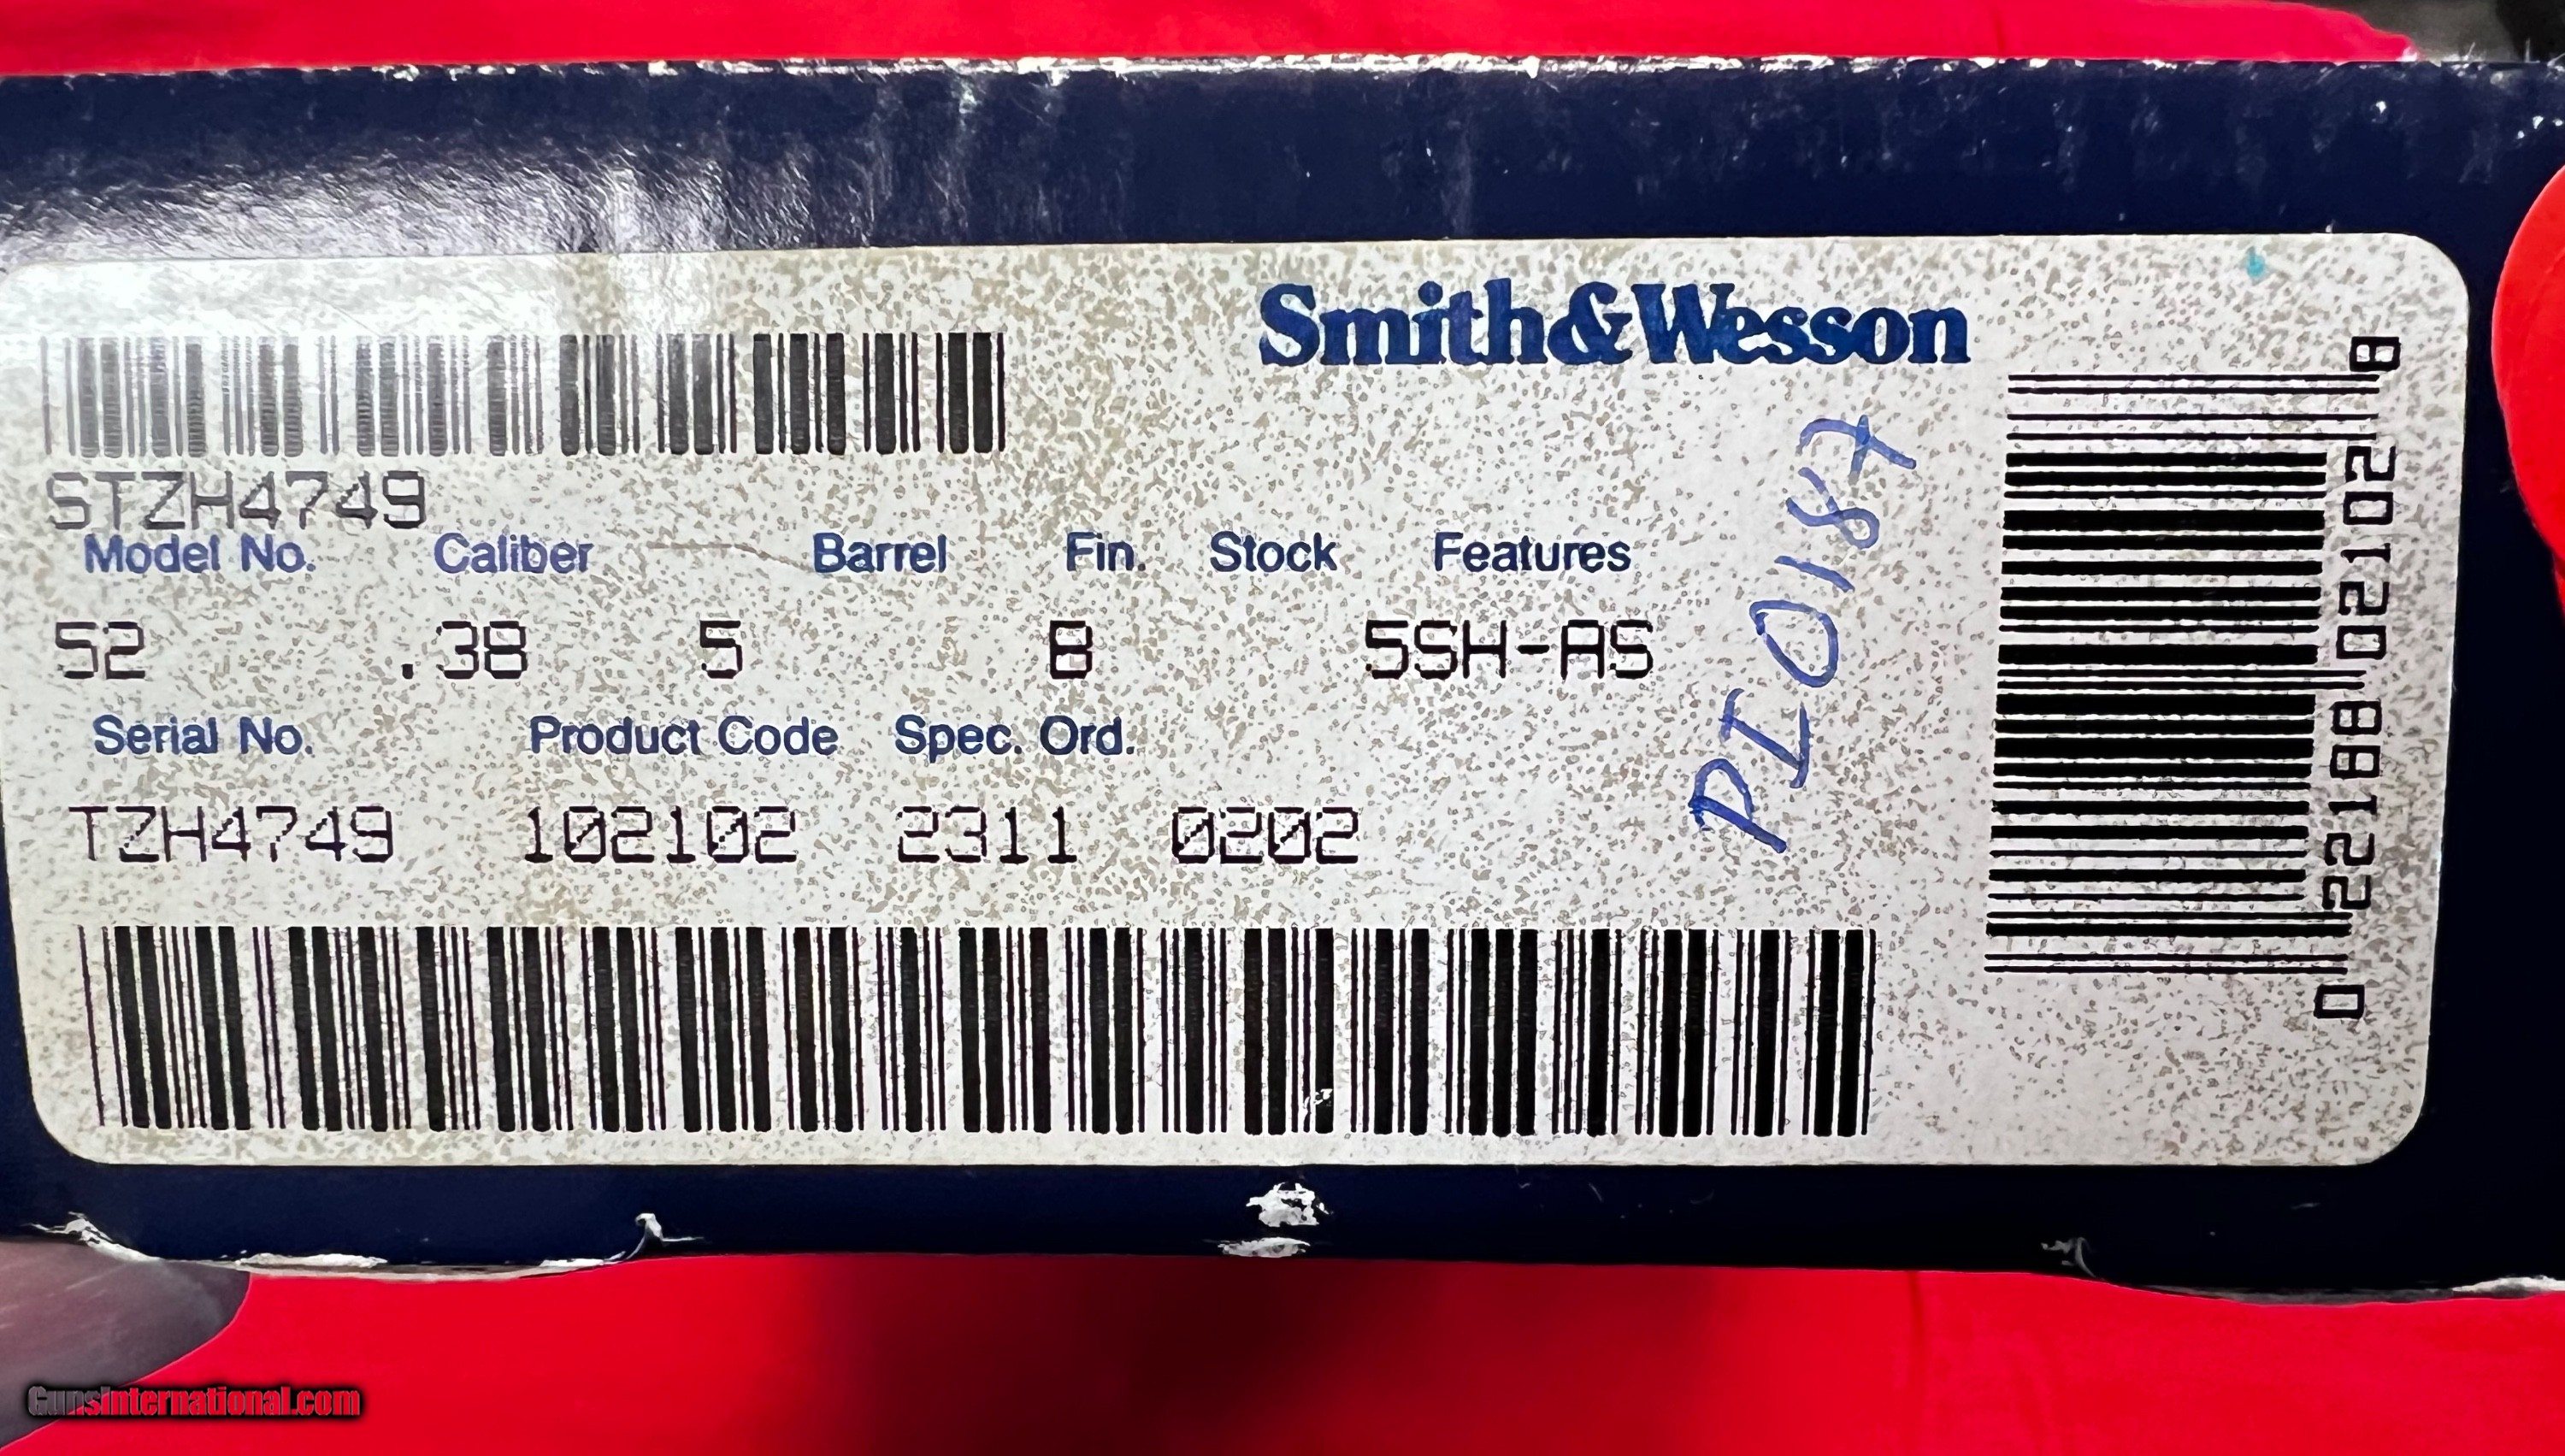 Smith&Wesson
STZH4749
Model No. Caliber Barrel Fin. Stock Features
52 .38 5 B 5SH-AS
Serial No. Product Code Spec. Ord.
TZH4749 102102 2311 0202
PIO187
0 22188 02102 8
GunsInternational.com